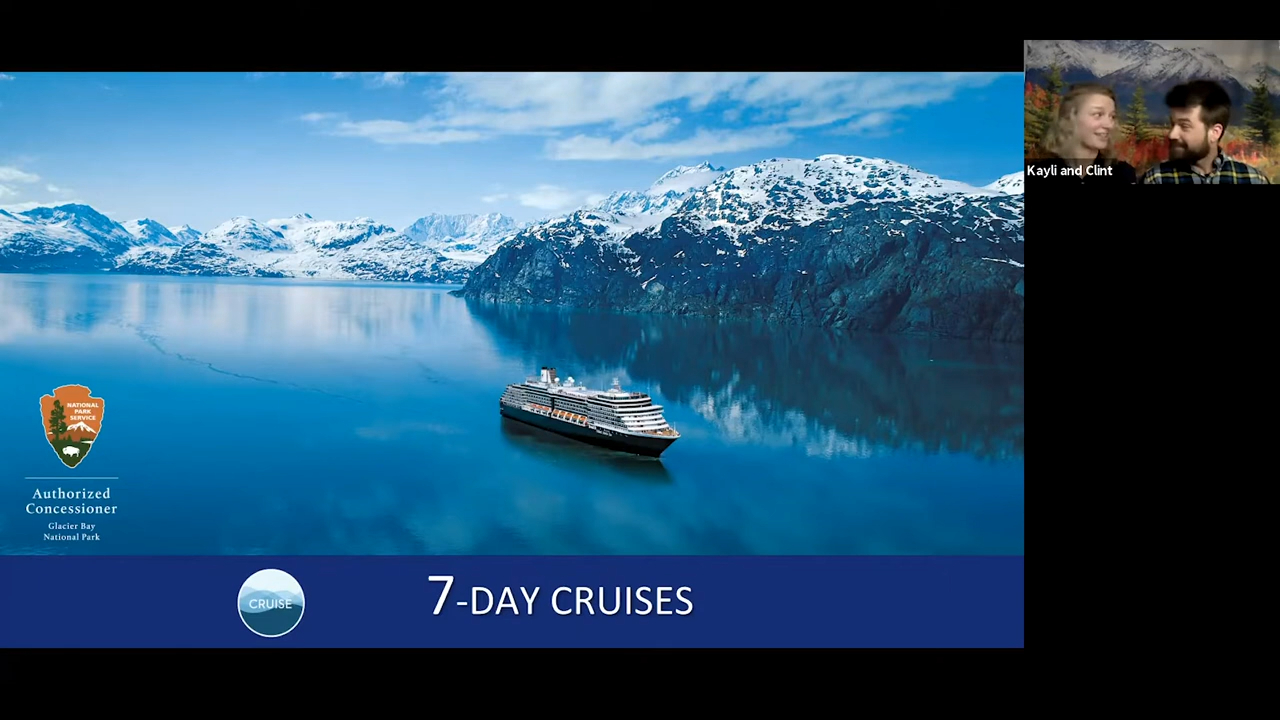 NATIONAL
PARK
SERVICE
Authorized
Concessioner
Glacier Bay
National Park
CRUISE
7-DAY CRUISES
Kayli and Clint